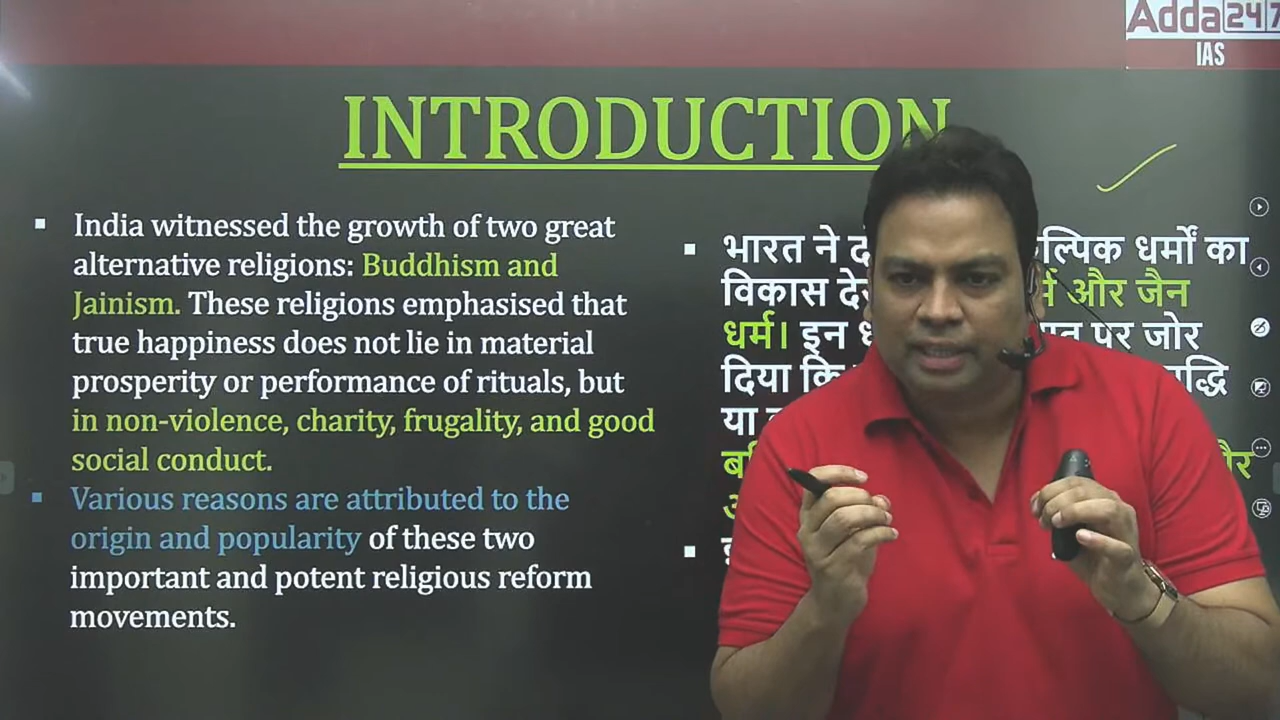 Adda247
IAS
INTRODUCTION
India witnessed the growth of two great
alternative religions: Buddhism and
Jainism. These religions emphasised that
true happiness does not lie in material
prosperity or performance of rituals, but
in non-violence, charity, frugality, and good
social conduct.
Various reasons are attributed to the
origin and popularity of these two
important and potent religious reform
movements.
भारत ने धर्मों का
विकास और जैन
धर्म। इन पर जोर
दिया
या